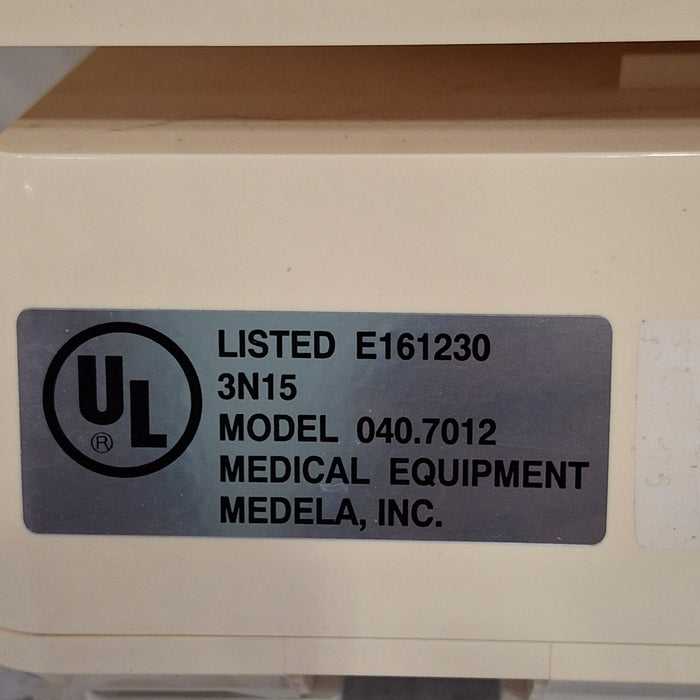 UL ®
LISTED E161230
3N15
MODEL 040.7012
MEDICAL EQUIPMENT
MEDELA, INC.